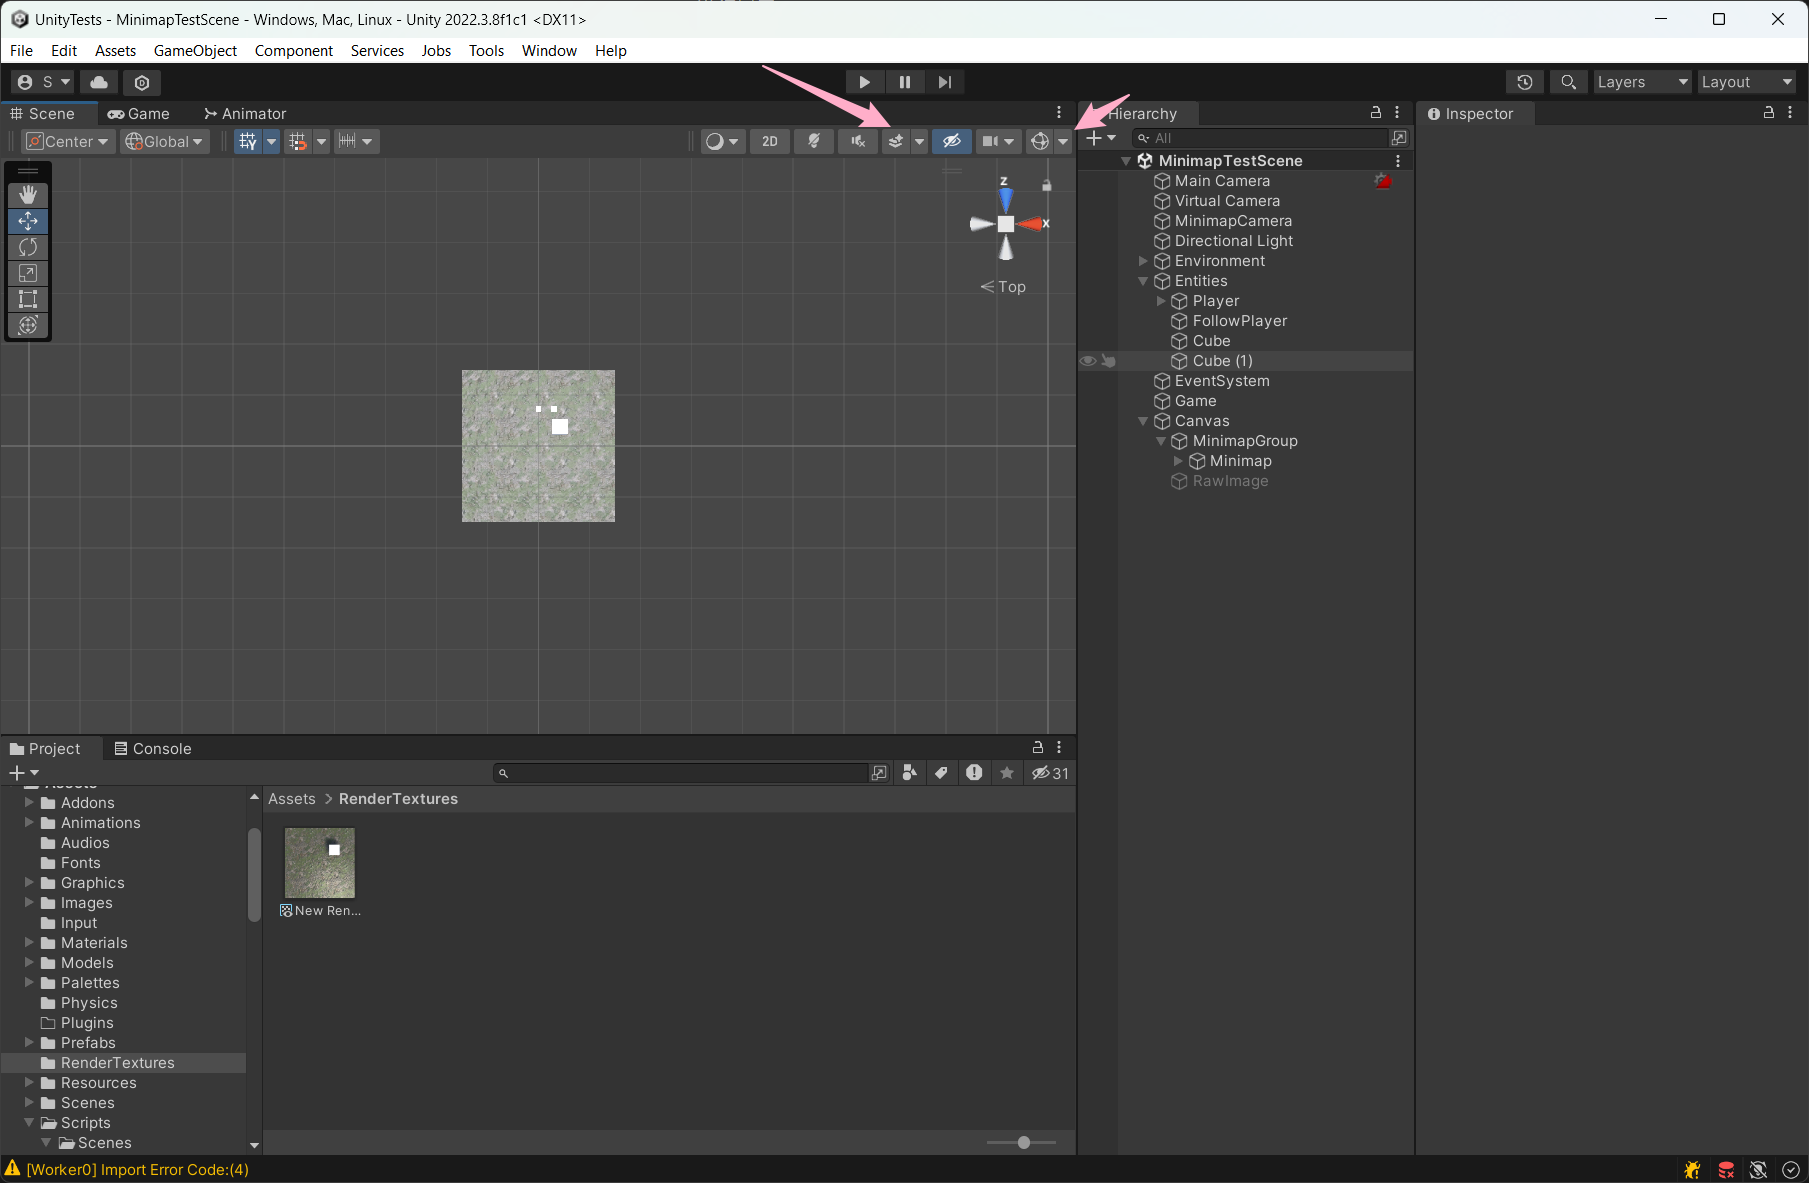 UnityTests - MinimapTestScene - Windows, Mac, Linux - Unity 2022.3.8f1c1 <DX11>
File Edit Assets GameObject Component Services Jobs Tools Window Help
S Layers Layout
Scene Game Animator
Center Global 2D
z
x
Top
Hierarchy
All
MinimapTestScene
Main Camera
Virtual Camera
MinimapCamera
Directional Light
Environment
Entities
Player
FollowPlayer
Cube
Cube (1)
EventSystem
Game
Canvas
MinimapGroup
Minimap
RawImage
Inspector
Project Console
31
Assets
Addons
Animations
Audios
Fonts
Graphics
Images
Input
Materials
Models
Palettes
Physics
Plugins
Prefabs
RenderTextures
Resources
Scenes
Scripts
Scenes
Assets > RenderTextures
New Ren...
[Worker0] Import Error Code:(4)